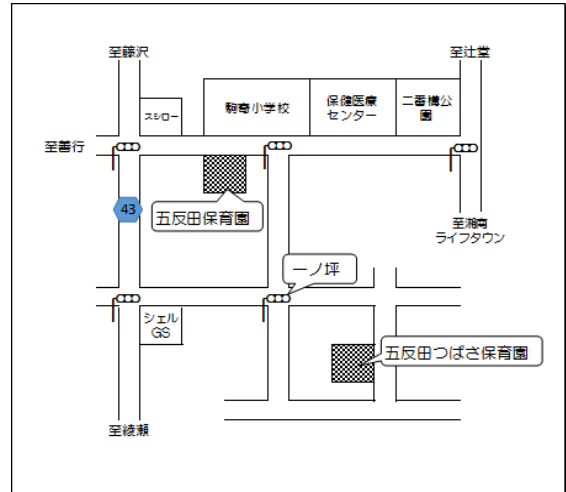 至藤沢
至辻堂
スシロー
駒寄小学校
保健医療
センター
二番構公
園
至善行
43
五反田保育園
至湘南
ライフタウン
一ノ坪
シェル
GS
五反田つばさ保育園
至綾瀬